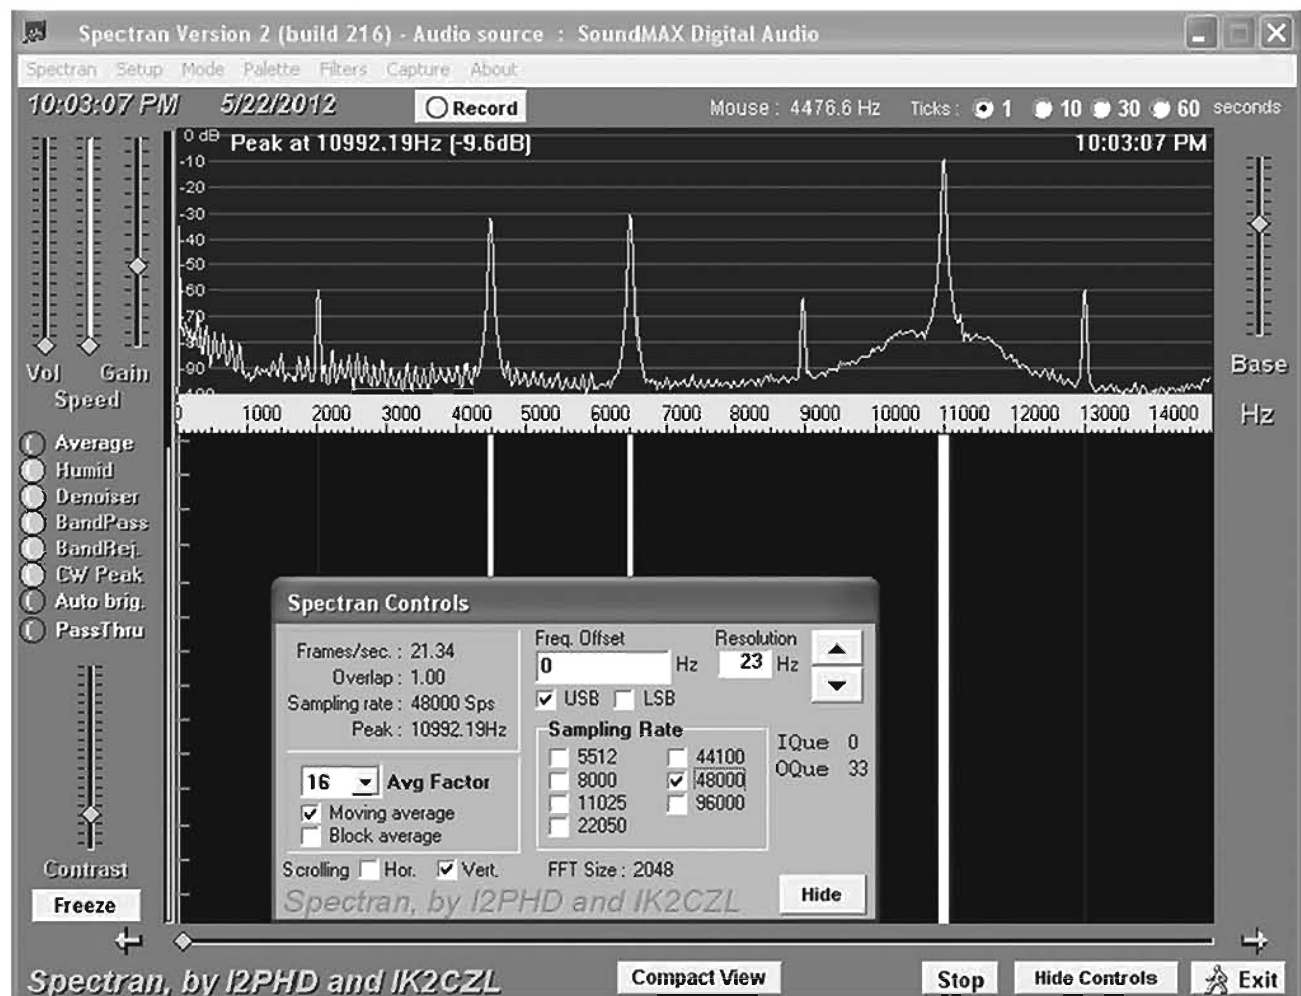 Spectran Version 2 (build 216) - Audio source : SoundMAX Digital Audio
Spectran Setup Mode Palette Filters Capture About
10:03:07 PM 5/22/2012 Record Mouse : 4476.6 Hz Ticks : 1 10 30 60 seconds
0 dB Peak at 10992.19Hz (-9.6dB) 10:03:07 PM
-10
-20
-30
-40
-50
-60
-70
-90
0 1000 2000 3000 4000 5000 6000 7000 8000 9000 10000 11000 12000 13000 14000 Hz
Vol Gain
Speed
Base
Average
Humid
Denoiser
BandPass
BandRej.
CW Peak
Auto brig.
PassThru
Contrast
Freeze
Spectran Controls
Frames/sec. : 21.34
Overlap : 1.00
Sampling rate : 48000 Sps
Peak : 10992.19Hz
Freq. Offset
0 Hz
Resolution
23 Hz
USB LSB
Sampling Rate
5512 44100
8000 48000
11025 96000
22050
IQue 0
OQue 33
16 Avg Factor
Moving average
Block average
Scrolling Hor. Vert.
FFT Size : 2048
Spectran, by I2PHD and IK2CZL
Hide
Spectran, by I2PHD and IK2CZL
Compact View
Stop
Hide Controls
Exit